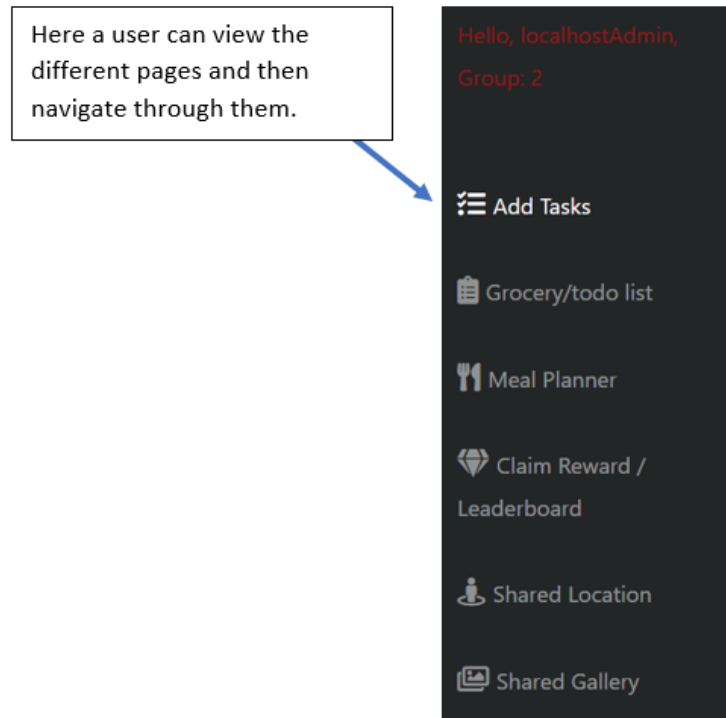 Here a user can view the
different pages and then
navigate through them.
Hello, localhostAdmin,
Group: 2
Add Tasks
Grocery/todo list
Meal Planner
Claim Reward /
Leaderboard
Shared Location
Shared Gallery